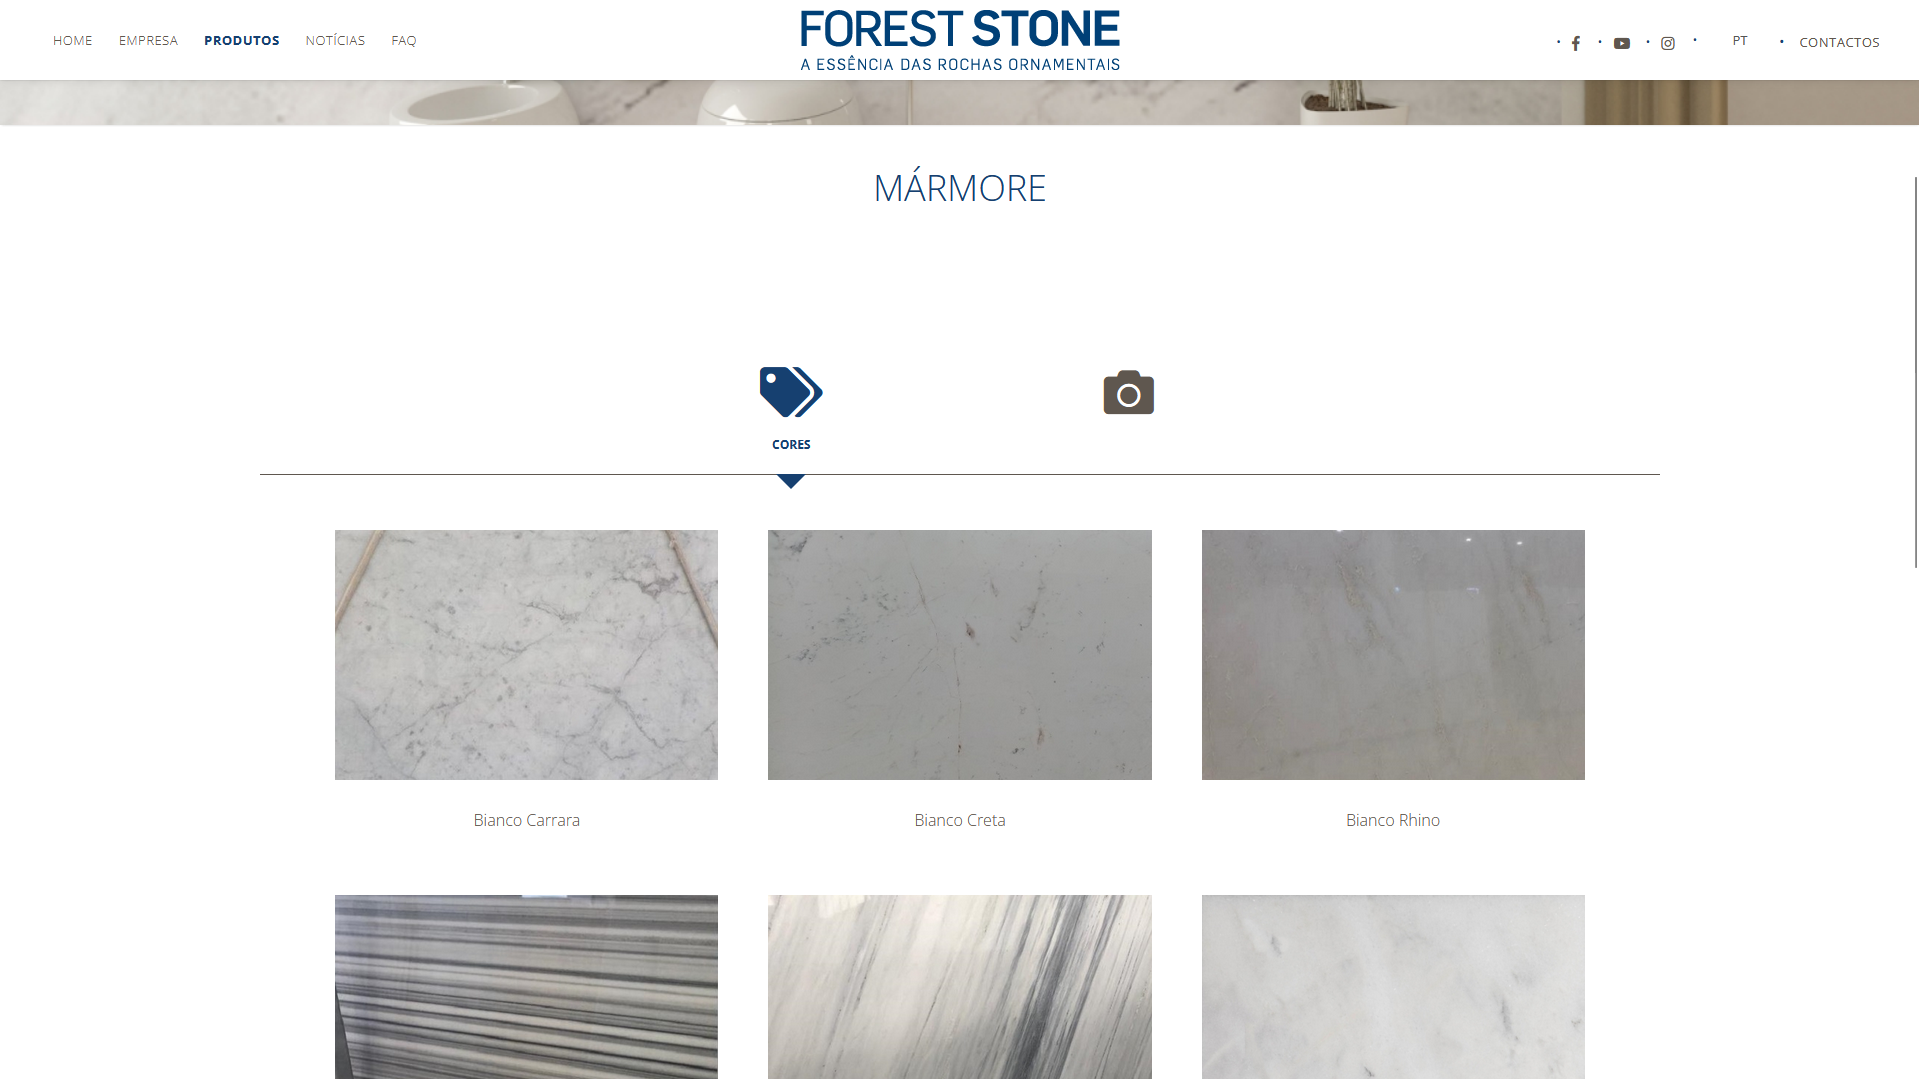 HOME
EMPRESA
PRODUTOS
NOTÍCIAS
FAQ
FOREST STONE
A ESSÊNCIA DAS ROCHAS ORNAMENTAIS
PT
CONTACTOS
MÁRMORE
CORES
Bianco Carrara
Bianco Creta
Bianco Rhino